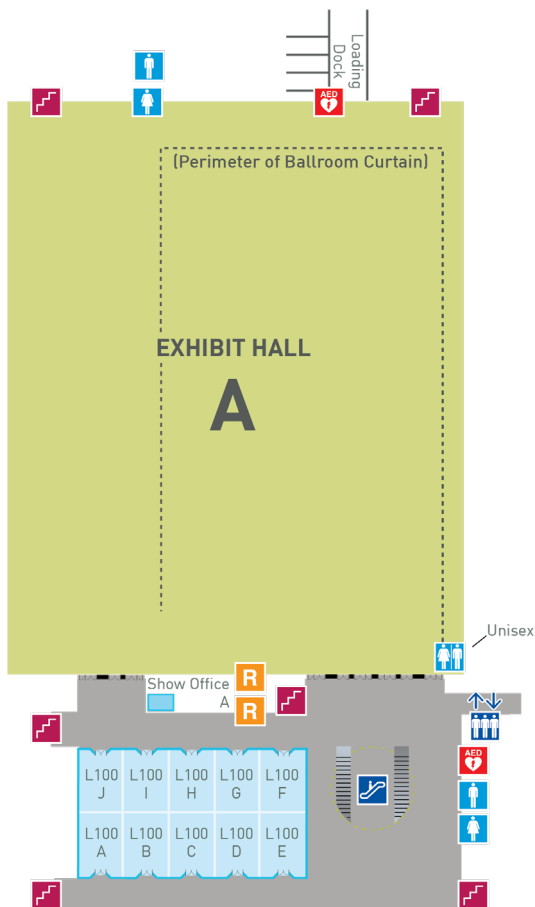 Loading
Dock
AED
(Perimeter of Ballroom Curtain)
EXHIBIT HALL
A
Unisex
Show Office
A
R
R
AED
L100
J
L100
I
L100
H
L100
G
L100
F
L100
A
L100
B
L100
C
L100
D
L100
E